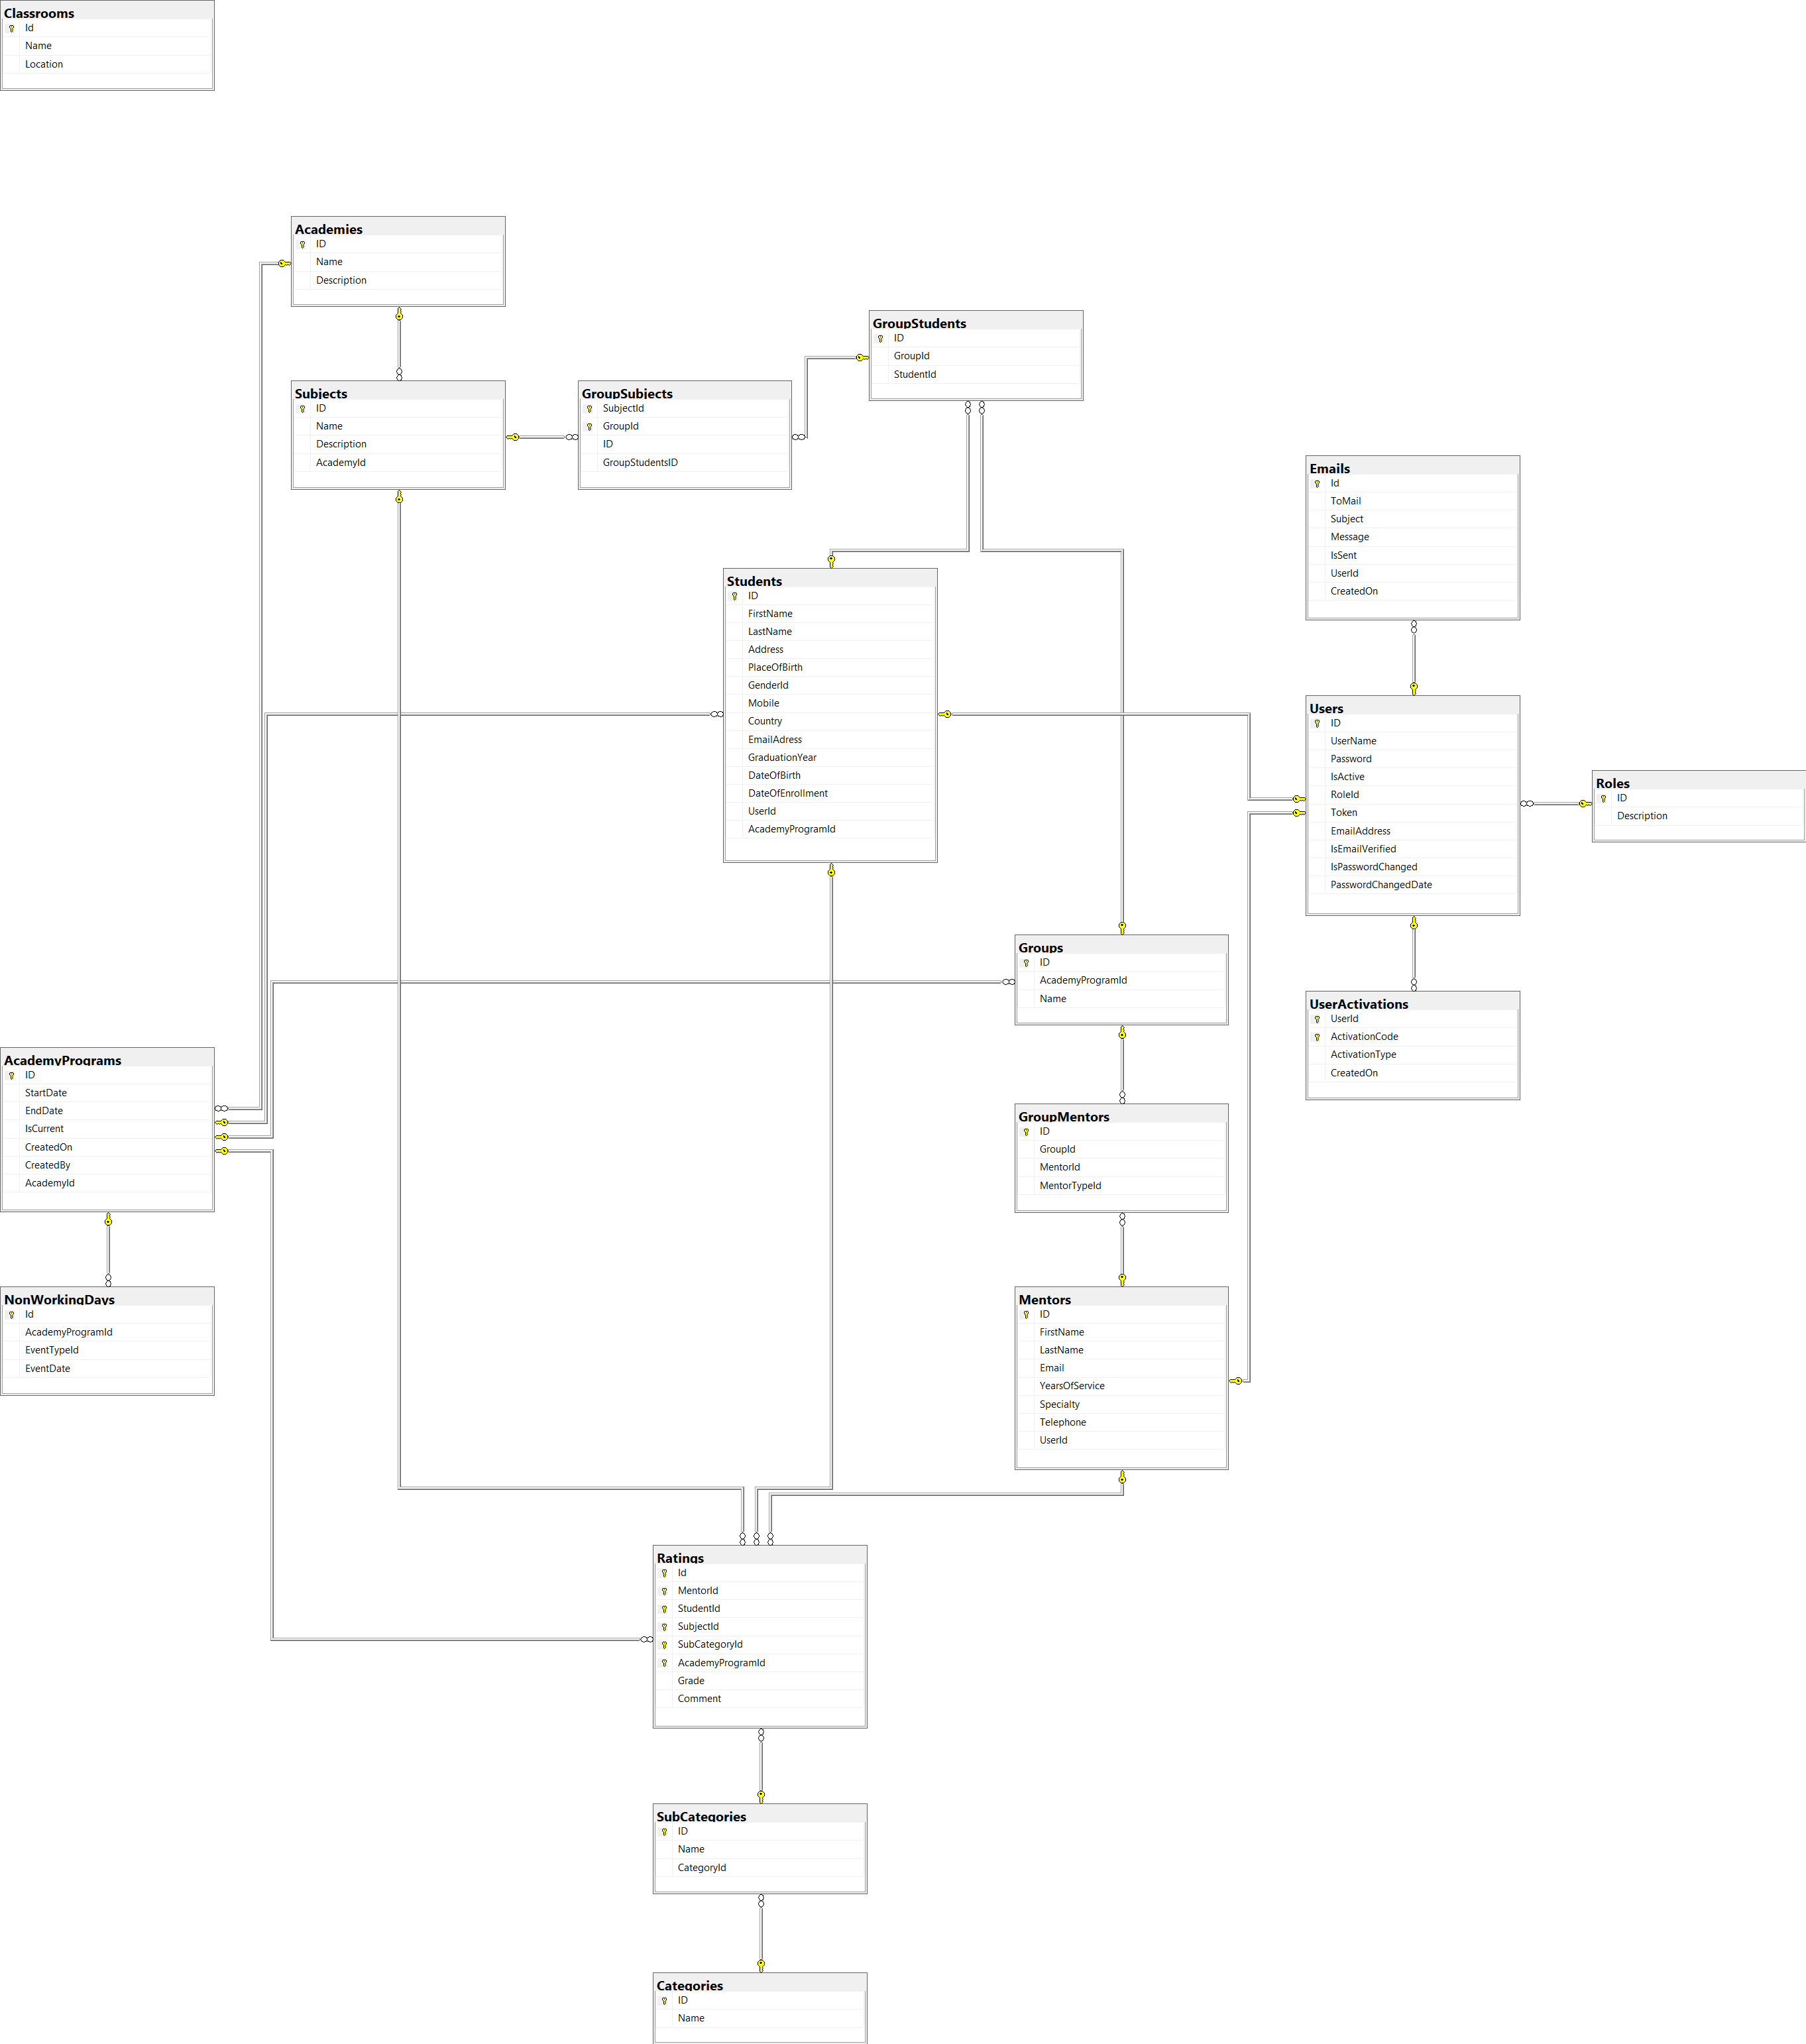 Classrooms
Id
Name
Location
Academies
ID
Name
Description
GroupStudents
ID
GroupId
StudentId
Subjects
ID
Name
Description
AcademyId
GroupSubjects
SubjectId
GroupId
ID
GroupStudentsID
Emails
Id
ToMail
Subject
Message
IsSent
UserId
CreatedOn
Students
ID
FirstName
LastName
Address
PlaceOfBirth
GenderId
Mobile
Country
EmailAdress
GraduationYear
DateOfBirth
DateOfEnrollment
UserId
AcademyProgramId
Users
ID
UserName
Password
IsActive
RoleId
Token
EmailAddress
IsEmailVerified
IsPasswordChanged
PasswordChangedDate
Roles
ID
Description
Groups
ID
AcademyProgramId
Name
UserActivations
UserId
ActivationCode
ActivationType
CreatedOn
AcademyPrograms
ID
StartDate
EndDate
IsCurrent
CreatedOn
CreatedBy
AcademyId
GroupMentors
ID
GroupId
MentorId
MentorTypeId
NonWorkingDays
Id
AcademyProgramId
EventTypeId
EventDate
Mentors
ID
FirstName
LastName
Email
YearsOfService
Specialty
Telephone
UserId
Ratings
Id
MentorId
StudentId
SubjectId
SubCategoryId
AcademyProgramId
Grade
Comment
SubCategories
ID
Name
CategoryId
Categories
ID
Name